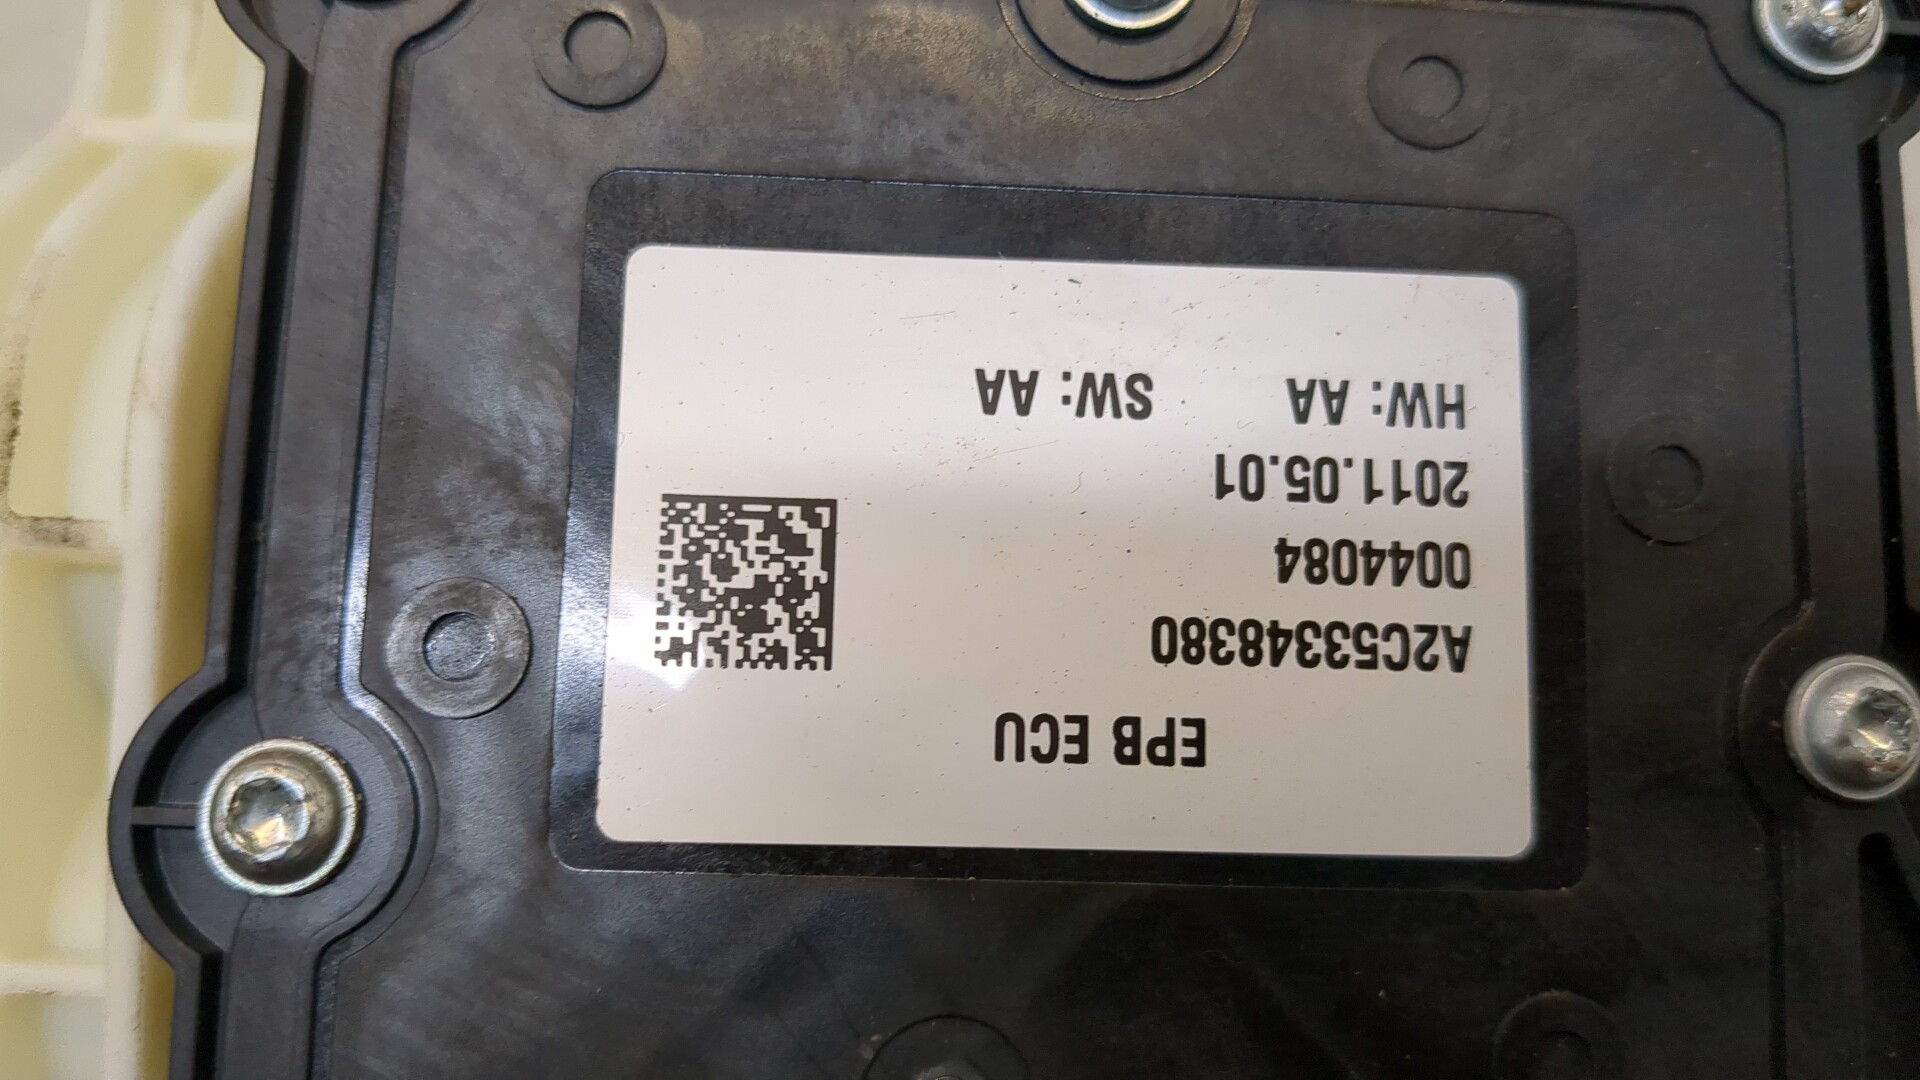 EPB ECU
A2C53348380
0044084
2011.05.01
HW: AA SW: AA